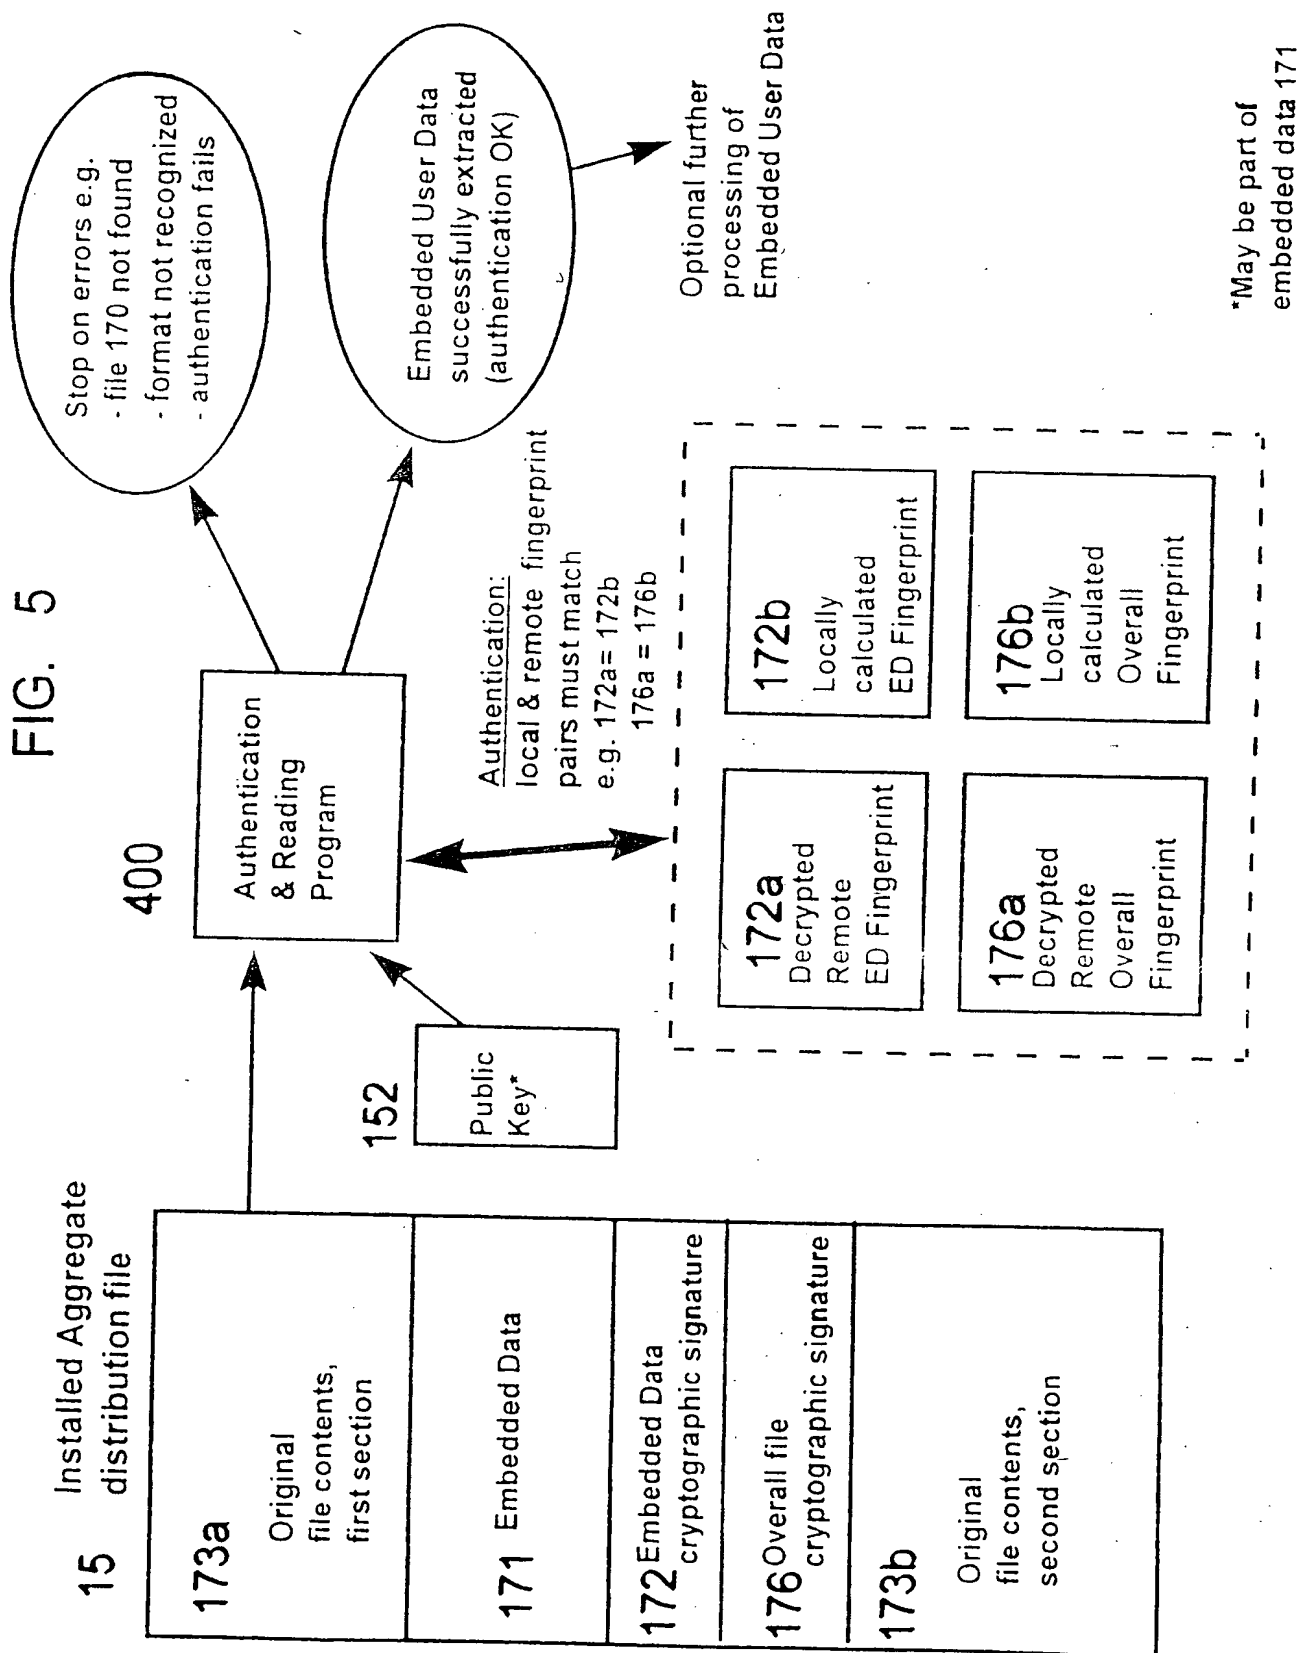 FIG. 5
15 Installed Aggregate
distribution file
173a
Original
file contents,
first section
171 Embedded Data
172 Embedded Data
cryptographic signature
176 Overall file
cryptographic signature
173b
Original
file contents,
second section
152
Public
Key*
400
Authentication
& Reading
Program
Stop on errors e.g.
- file 170 not found
- format not recognized
- authentication fails
Embedded User Data
successfully extracted
(authentication OK)
Optional further
processing of
Embedded User Data
Authentication:
local & remote fingerprint
pairs must match
e.g. 172a = 172b
176a = 176b
172a
Decrypted
Remote
ED Fingerprint
172b
Locally
calculated
ED Fingerprint
176a
Decrypted
Remote
Overall
Fingerprint
176b
Locally
calculated
Overall
Fingerprint
*May be part of
embedded data 171